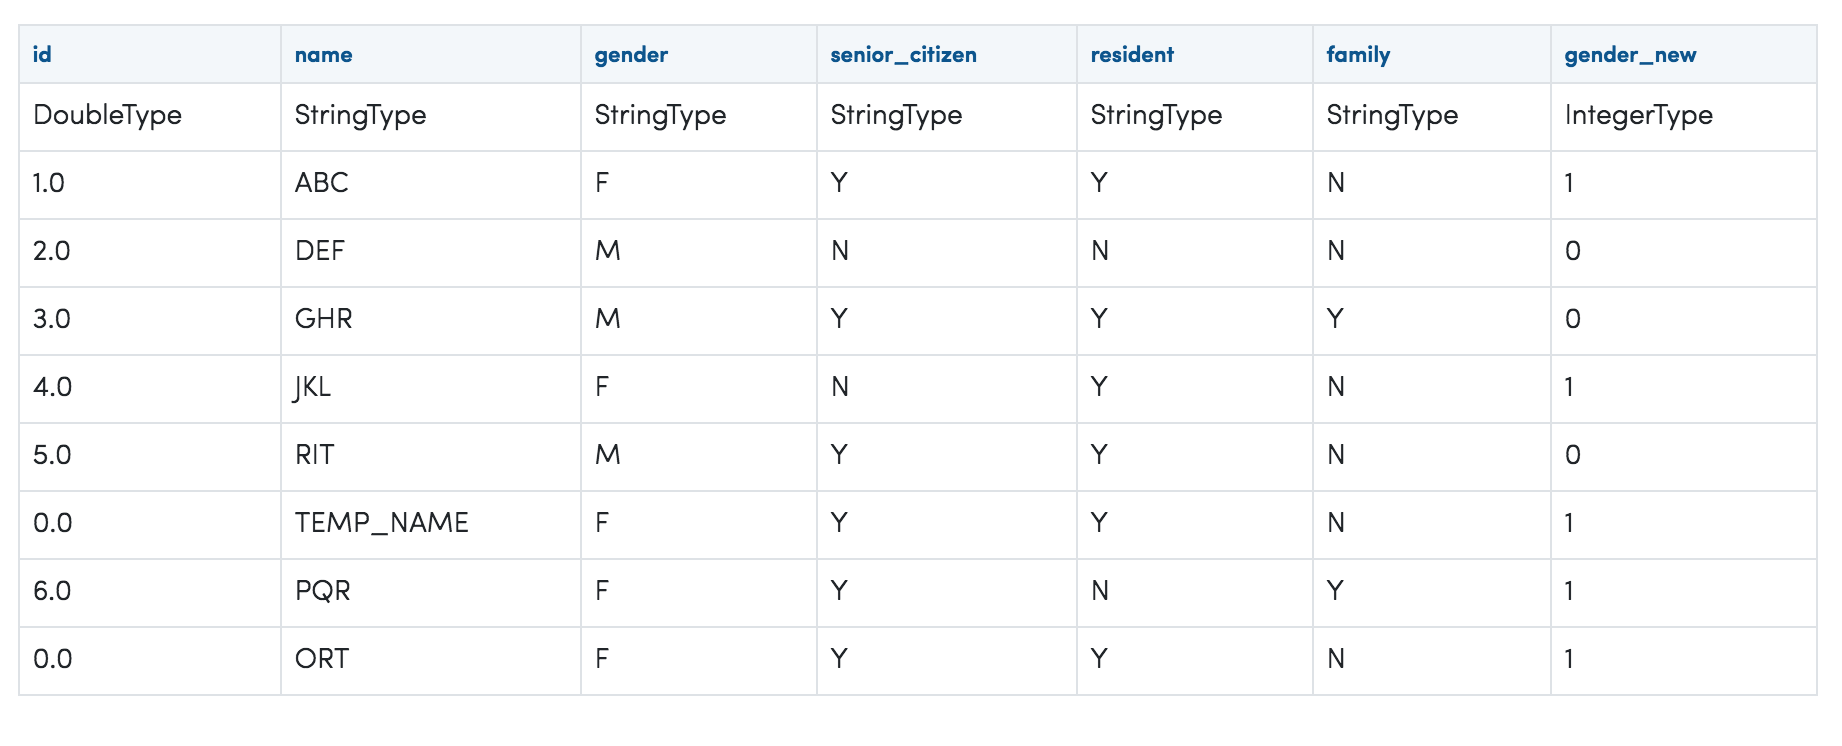 id name gender senior_citizen resident family gender_new
DoubleType StringType StringType StringType StringType StringType IntegerType
1.0 ABC F Y Y N 1
2.0 DEF M N N N 0
3.0 GHR M Y Y Y 0
4.0 JKL F N Y N 1
5.0 RIT M Y Y N 0
0.0 TEMP_NAME F Y Y N 1
6.0 PQR F Y N Y 1
0.0 ORT F Y Y N 1